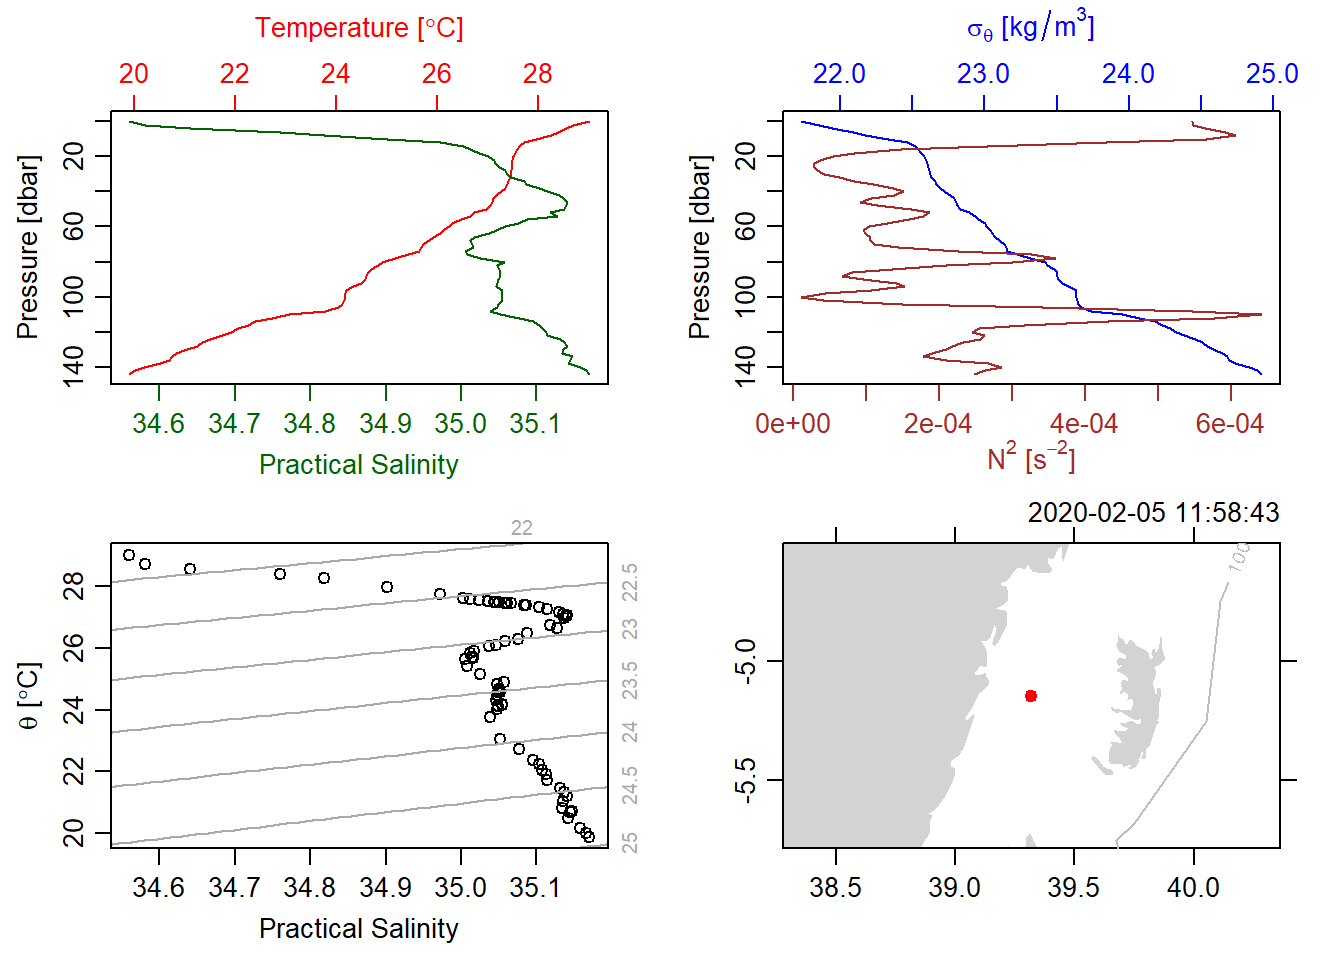 Temperature [°C]
20 22 24 26 28
Pressure [dbar]
20 60 100 140
34.6 34.7 34.8 34.9 35.0 35.1
Practical Salinity
σθ [kg/m³]
22.0 23.0 24.0 25.0
Pressure [dbar]
20 60 100 140
0e+00 2e-04 4e-04 6e-04
N² [s⁻²]
22
θ [°C]
20 22 24 26 28
22.5
23
23.5
24
24.5
25
34.6 34.7 34.8 34.9 35.0 35.1
Practical Salinity
2020-02-05 11:58:43
100
-5.0
-5.5
38.5 39.0 39.5 40.0